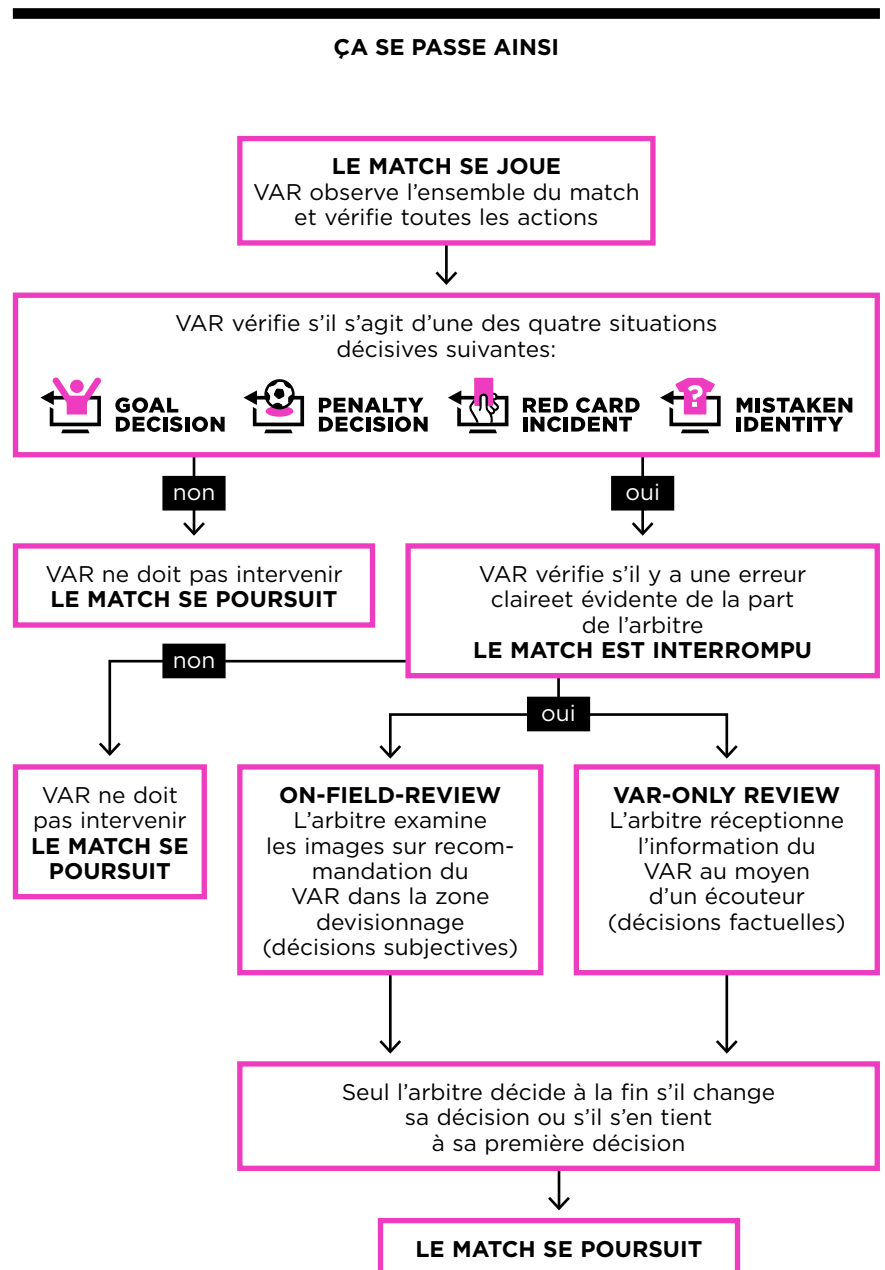 ÇA SE PASSE AINSI
LE MATCH SE JOUE
VAR observe l'ensemble du match
et vérifie toutes les actions
VAR vérifie s'il s'agit d'une des quatre situations
décisives suivantes:
GOAL
DECISION
PENALTY
DECISION
RED CARD
INCIDENT
?
MISTAKEN
IDENTITY
non
oui
VAR ne doit pas intervenir
LE MATCH SE POURSUIT
VAR vérifie s'il y a une erreur
claireet évidente de la part
de l'arbitre
LE MATCH EST INTERROMPU
non
oui
VAR ne doit
pas intervenir
LE MATCH SE
POURSUIT
ON-FIELD-REVIEW
L'arbitre examine
les images sur recom-
mandation du
VAR dans la zone
devisionnage
(décisions subjectives)
VAR-ONLY REVIEW
L'arbitre réceptionne
l'information du
VAR au moyen
d'un écouteur
(décisions factuelles)
Seul l'arbitre décide à la fin s'il change
sa décision ou s'il s'en tient
à sa première décision
LE MATCH SE POURSUIT